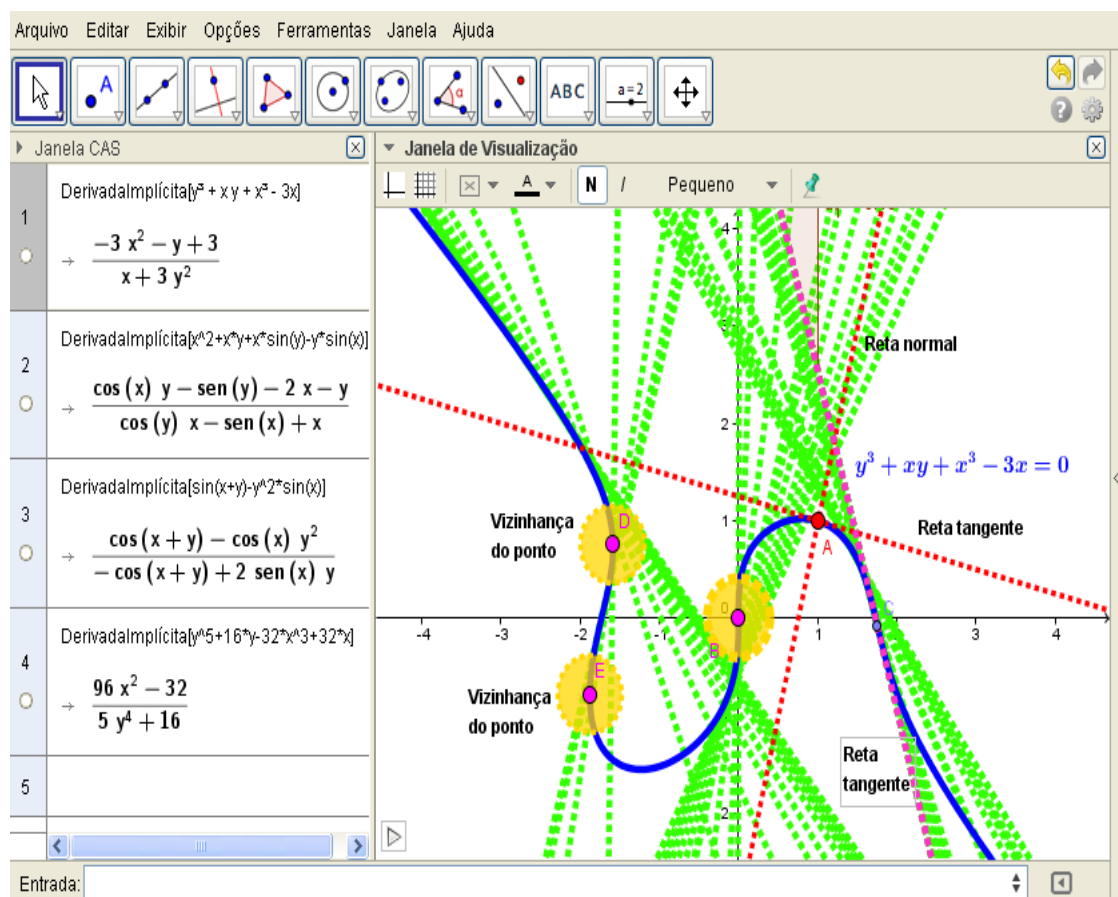 Arquivo Editar Exibir Opções Ferramentas Janela Ajuda
A
α
ABC
a=2
Janela CAS
Janela de Visualização
A
N
I
Pequeno
1
DerivadaImplícita[y³ + x y + x³ - 3x]
→ (-3 x² - y + 3) / (x + 3 y²)
2
DerivadaImplícita[x^2+x*y+x*sin(y)-y*sin(x)]
→ (cos (x) y - sen (y) - 2 x - y) / (cos (y) x - sen (x) + x)
3
DerivadaImplícita[sin(x+y)-y^2*sin(x)]
→ (cos (x + y) - cos (x) y²) / (- cos (x + y) + 2 sen (x) y)
4
DerivadaImplícita[y^5+16*y-32*x^3+32*x]
→ (96 x² - 32) / (5 y⁴ + 16)
5
4
3
Reta normal
2
y³ + xy + x³ − 3x = 0
Vizinhança
do ponto
D
1
A
Reta tangente
0
C
-4 -3 -2 -1 1 3 4
B
E
Vizinhança
do ponto
Reta
tangente
-2
Entrada: